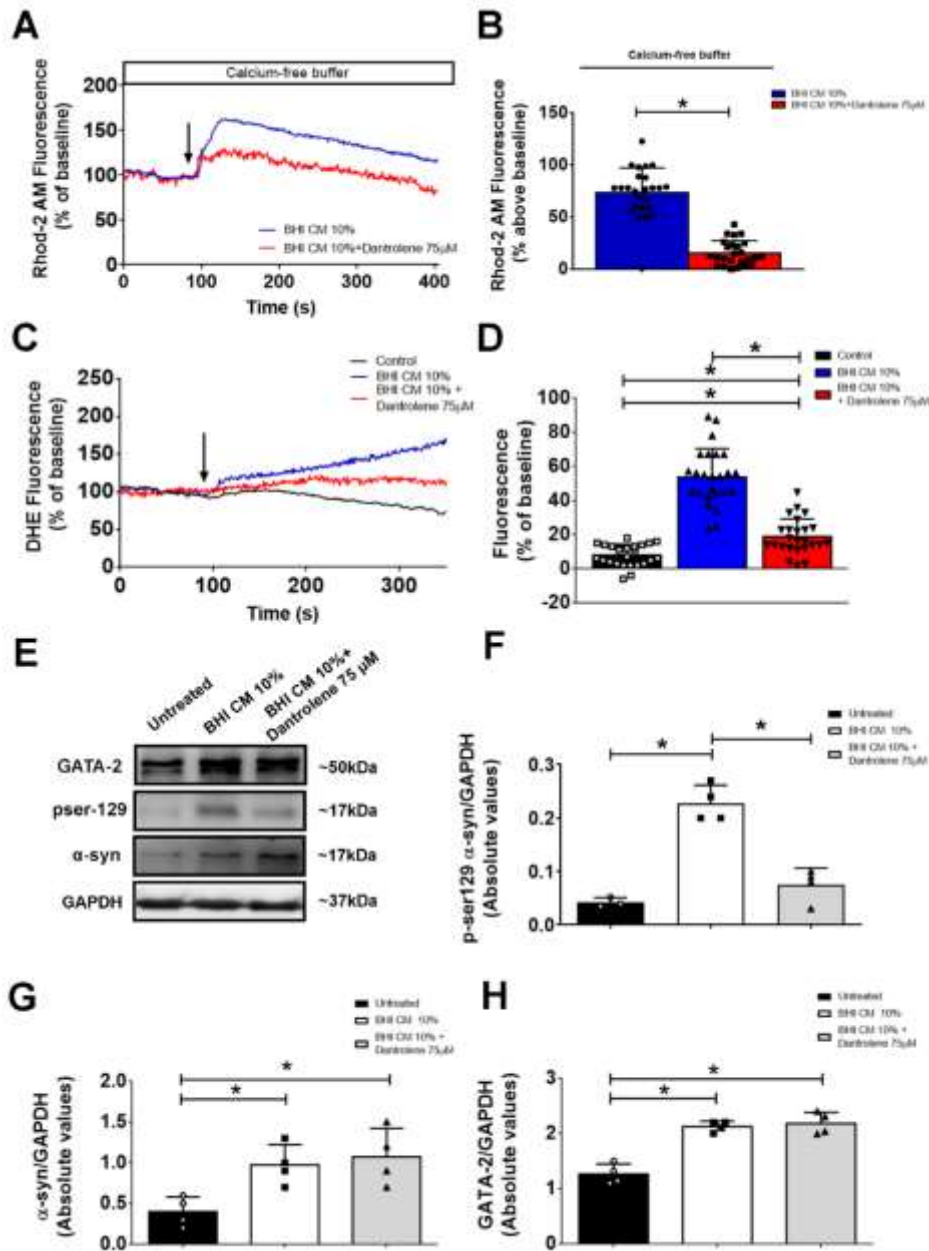 A
Calcium-free buffer
Rhod-2 AM Fluorescence
(% of baseline)
200
150
100
50
0
BHI CM 10%
BHI CM 10%+Dantrolene 75µM
0 100 200 300 400
Time (s)
B
Calcium-free buffer
BHI CM 10%
BHI CM 10%+Dantrolene 75µM
*
Rhod-2 AM Fluorescence
(% above baseline)
150
100
50
0
C
Control
BHI CM 10%
BHI CM 10% +
Dantrolene 75µM
DHE Fluorescence
(% of baseline)
250
200
150
100
50
0
0 100 200 300
Time (s)
D
Control
BHI CM 10%
BHI CM 10%
+ Dantrolene 75µM
*
*
*
Fluorescence
(% of baseline)
100
80
60
40
20
0
-20
E
Untreated
BHI CM 10%
BHI CM 10%+
Dantrolene 75 µM
GATA-2 ~50kDa
pser-129 ~17kDa
α-syn ~17kDa
GAPDH ~37kDa
F
Untreated
BHI CM 10%
BHI CM 10% +
Dantrolene 75µM
* *
p-ser129 α-syn/GAPDH
(Absolute values)
0.3
0.2
0.1
0.0
G
Untreated
BHI CM 10%
BHI CM 10% +
Dantrolene 75µM
*
*
α-syn/GAPDH
(Absolute values)
2.0
1.5
1.0
0.5
0.0
H
Untreated
BHI CM 10%
BHI CM 10% +
Dantrolene 75µM
*
*
GATA-2/GAPDH
(Absolute values)
3
2
1
0